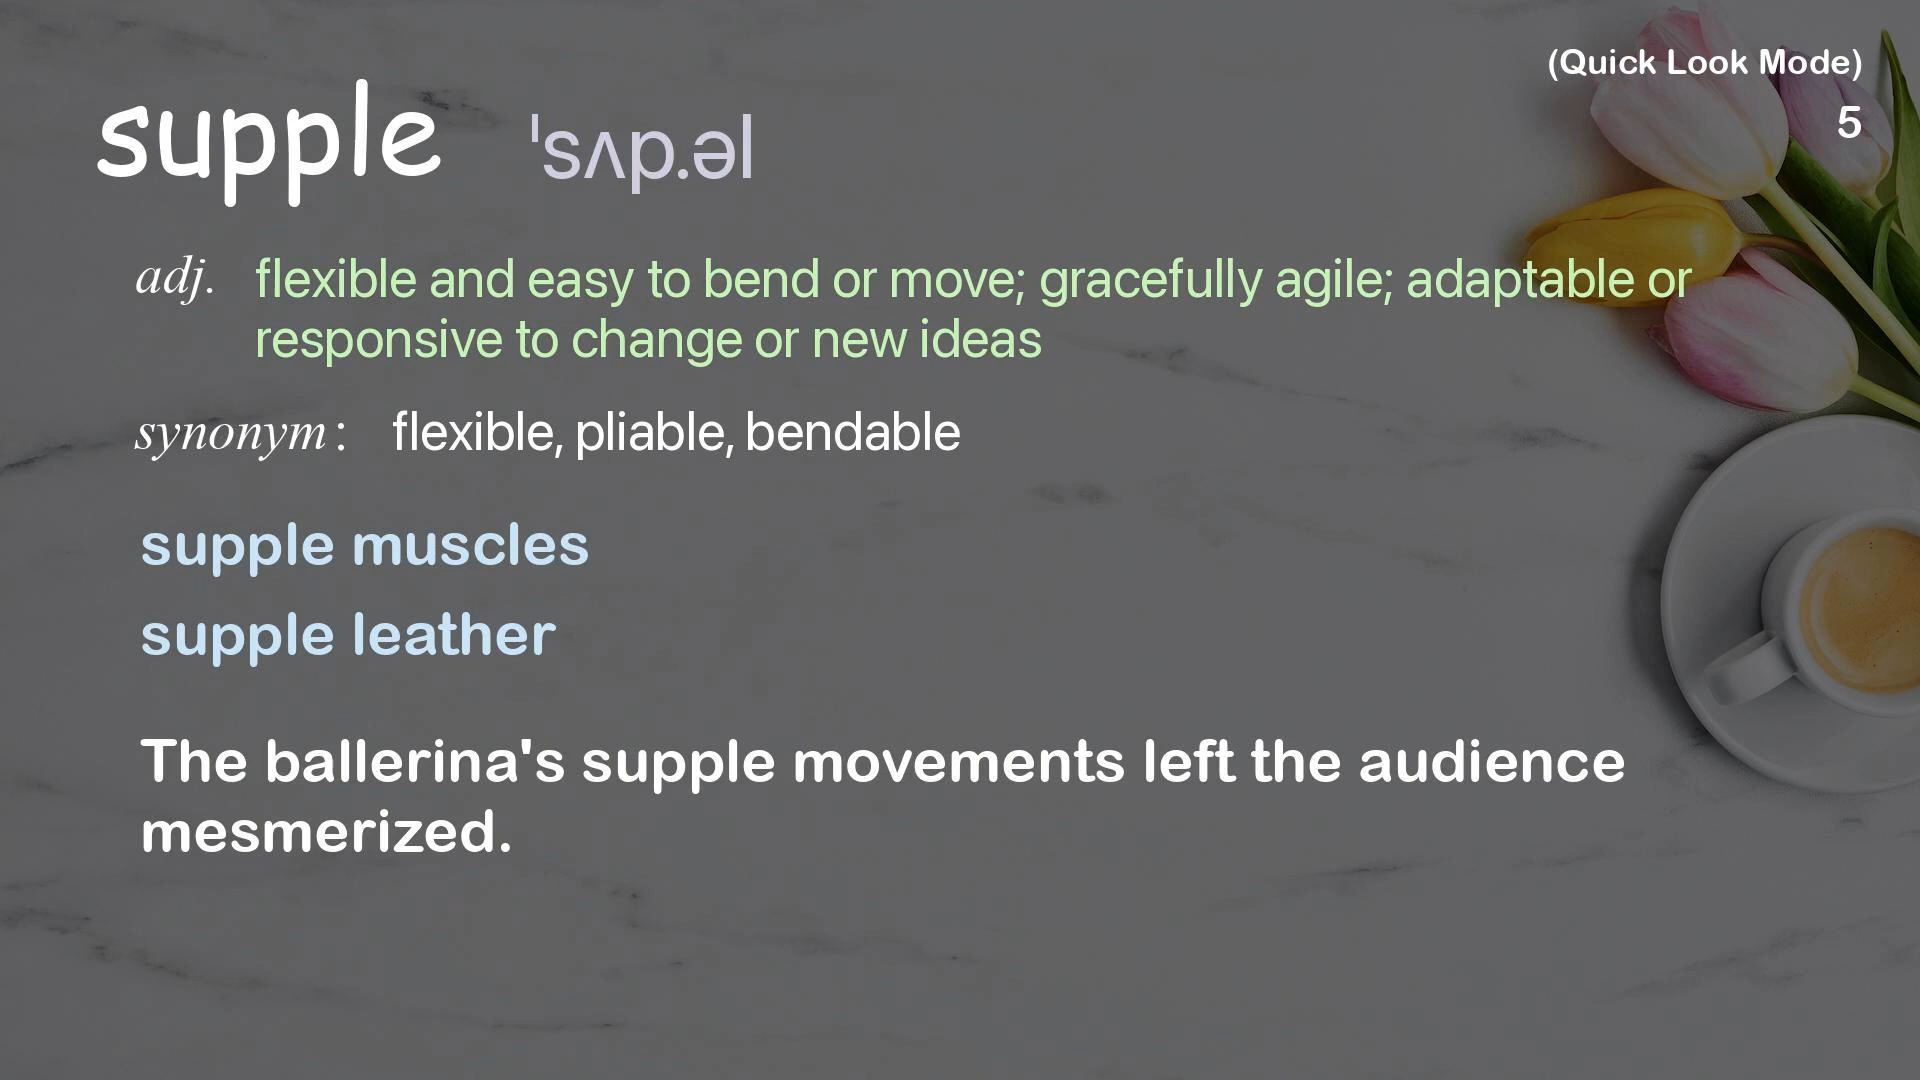 (Quick Look Mode)
5
supple ˈsʌp.əl
adj. flexible and easy to bend or move; gracefully agile; adaptable or
responsive to change or new ideas
synonym: flexible, pliable, bendable
supple muscles
supple leather
The ballerina's supple movements left the audience
mesmerized.